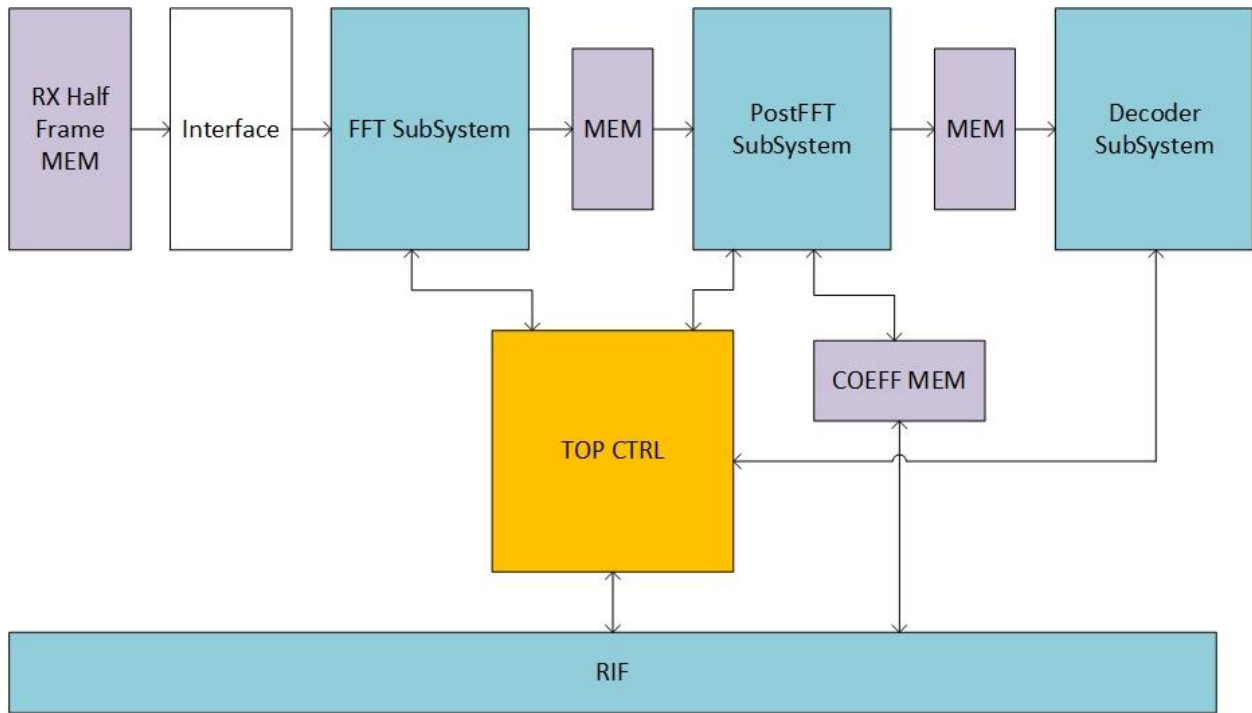 RX Half
Frame
MEM
Interface
FFT SubSystem
MEM
PostFFT
SubSystem
MEM
Decoder
SubSystem
TOP CTRL
COEFF MEM
RIF